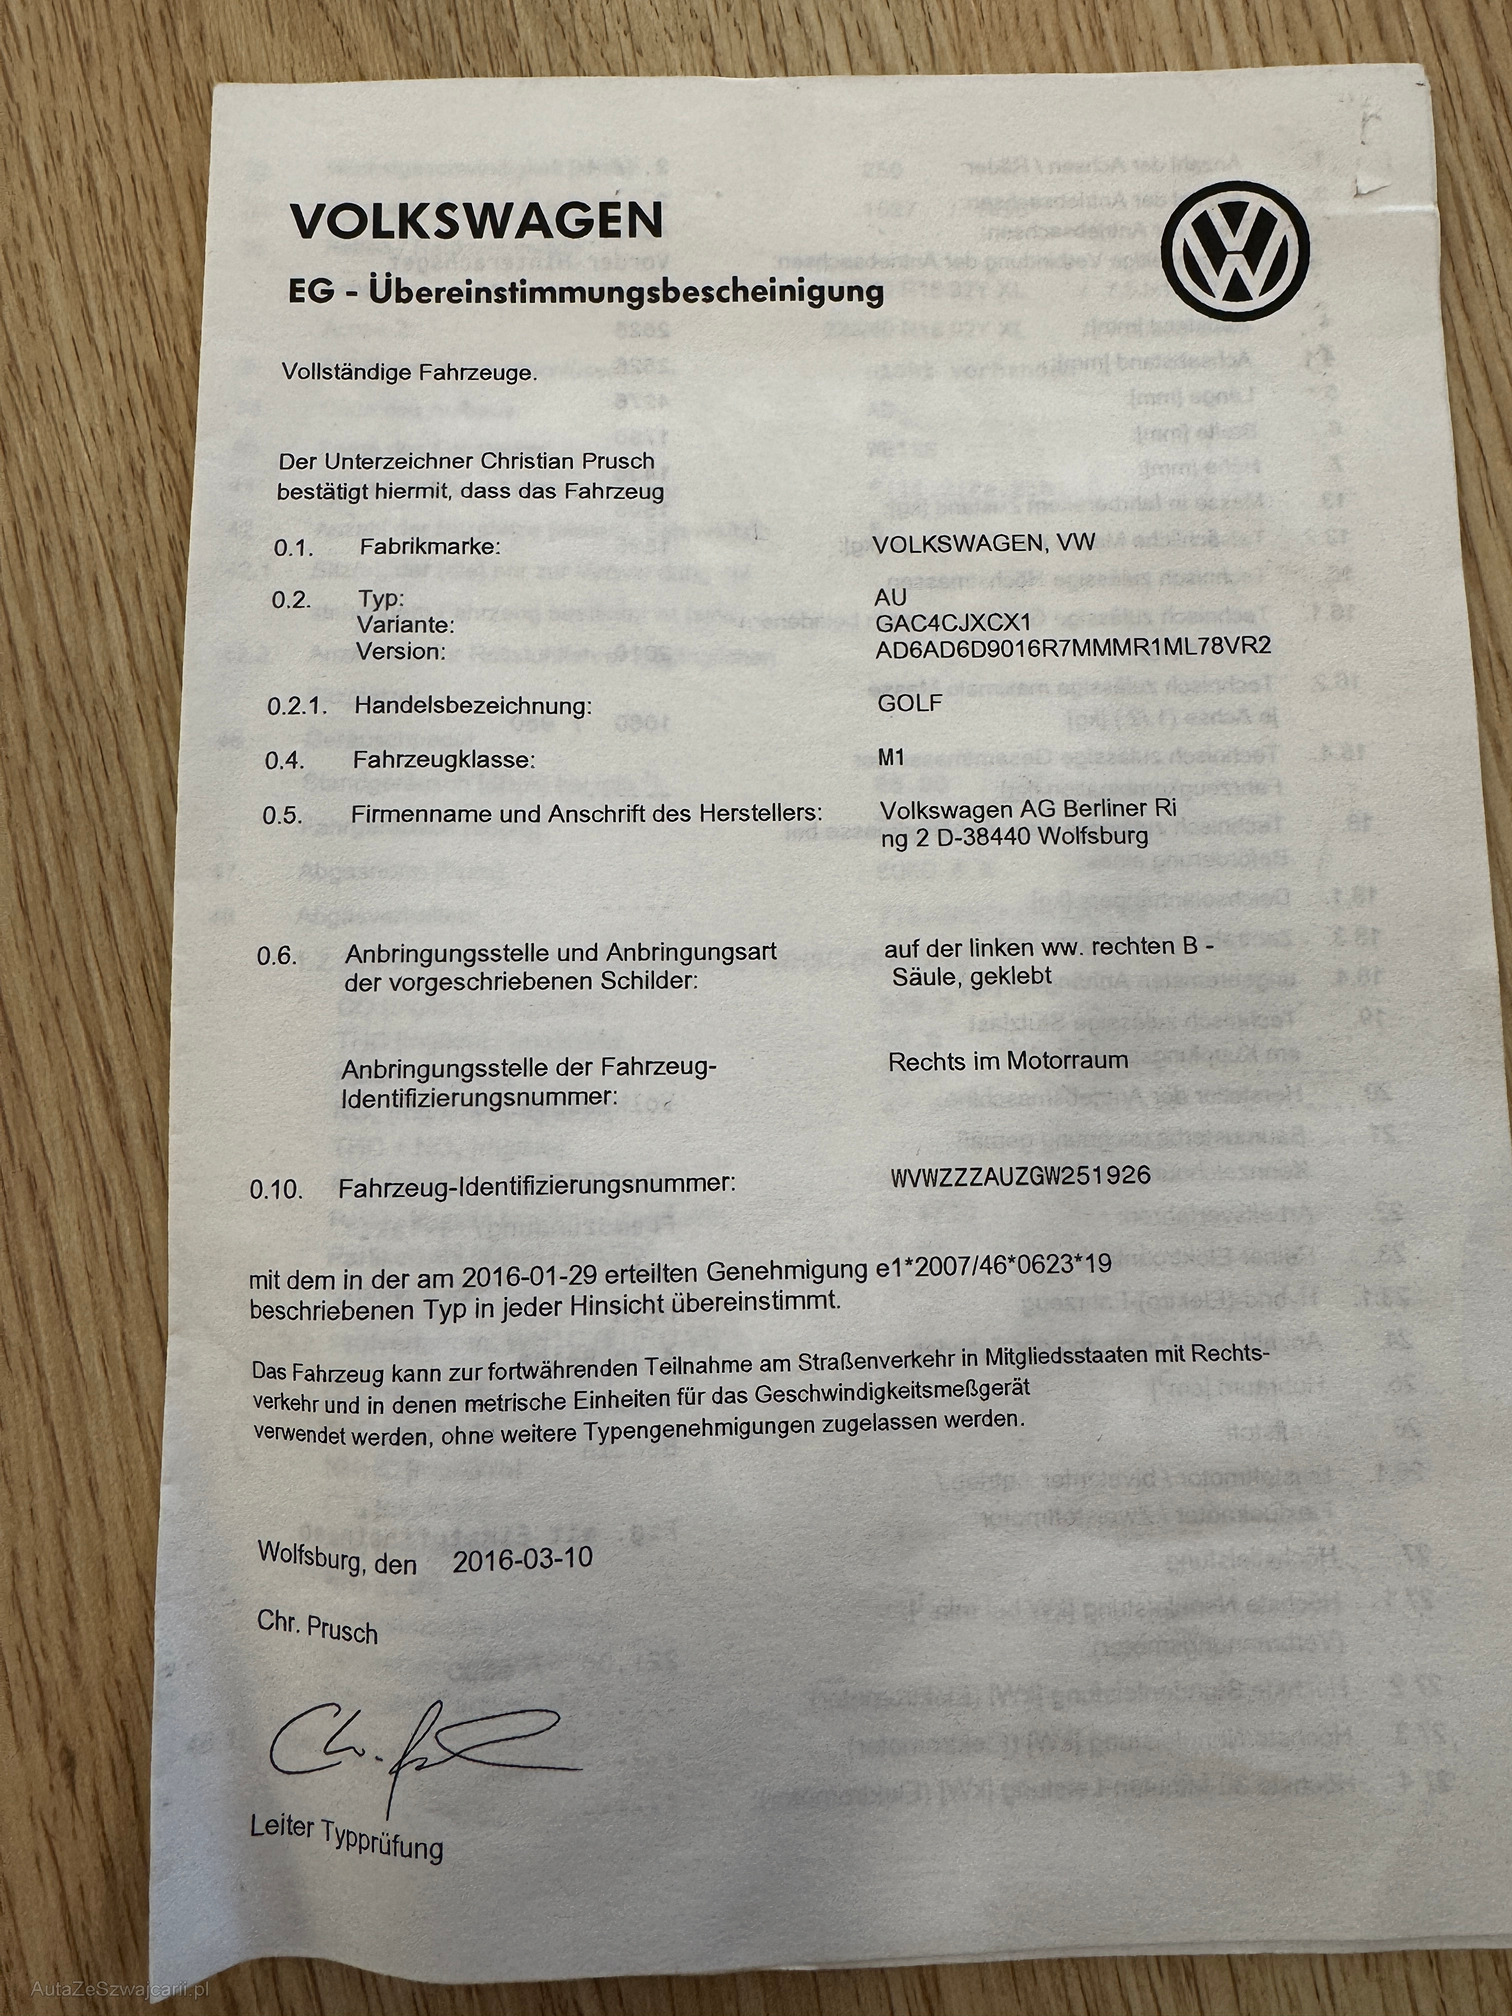 VOLKSWAGEN
EG - Übereinstimmungsbescheinigung
Vollständige Fahrzeuge.
Der Unterzeichner Christian Prusch
bestätigt hiermit, dass das Fahrzeug
0.1. Fabrikmarke: VOLKSWAGEN, VW
0.2. Typ: AU
Variante: GAC4CJXCX1
Version: AD6AD6D9016R7MMMR1ML78VR2
0.2.1. Handelsbezeichnung: GOLF
0.4. Fahrzeugklasse: M1
0.5. Firmenname und Anschrift des Herstellers: Volkswagen AG Berliner Ri
ng 2 D-38440 Wolfsburg
0.6. Anbringungsstelle und Anbringungsart auf der linken ww. rechten B -
der vorgeschriebenen Schilder: Säule, geklebt
Anbringungsstelle der Fahrzeug- Rechts im Motorraum
Identifizierungsnummer:
0.10. Fahrzeug-Identifizierungsnummer: WVWZZZAUZGW251926
mit dem in der am 2016-01-29 erteilten Genehmigung e1*2007/46*0623*19
beschriebenen Typ in jeder Hinsicht übereinstimmt.
Das Fahrzeug kann zur fortwährenden Teilnahme am Straßenverkehr in Mitgliedsstaaten mit Rechts-
verkehr und in denen metrische Einheiten für das Geschwindigkeitsmeßgerät
verwendet werden, ohne weitere Typengenehmigungen zugelassen werden.
Wolfsburg, den 2016-03-10
Chr. Prusch
Leiter Typprüfung
AutaZeSzwajcarii.pl